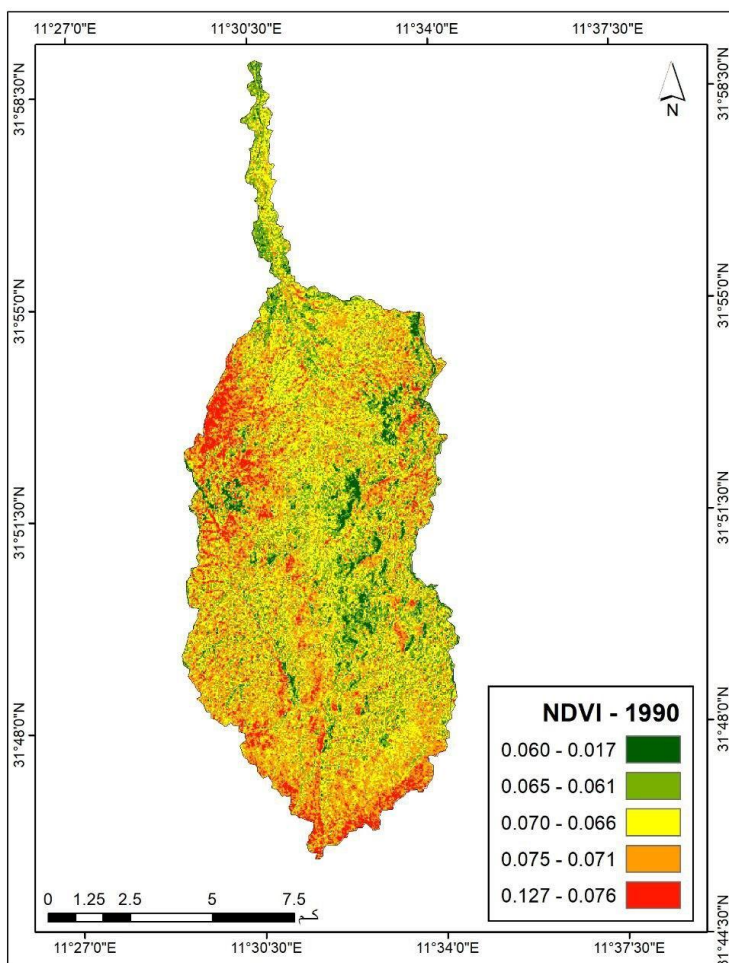 11°27'0"E 11°30'30"E 11°34'0"E 11°37'30"E
31°58'30"N 31°58'30"N
N
31°55'0"N 31°55'0"N
31°51'30"N 31°51'30"N
31°48'0"N 31°48'0"N
NDVI - 1990
0.060 - 0.017
0.065 - 0.061
0.070 - 0.066
0.075 - 0.071
0.127 - 0.076
0 1.25 2.5 5 7.5
كم
31°44'30"N
11°27'0"E 11°30'30"E 11°34'0"E 11°37'30"E